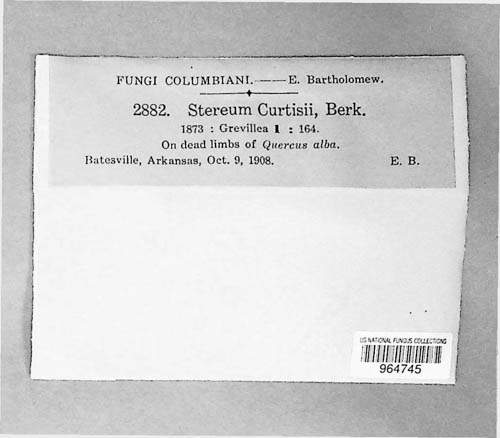 FUNGI COLUMBIANI.——E. Bartholomew.
2882. Stereum Curtisii, Berk.
1873 : Grevillea 1 : 164.
On dead limbs of Quercus alba.
Batesville, Arkansas, Oct. 9, 1908. E. B.
US NATIONAL FUNGUS COLLECTIONS
964745